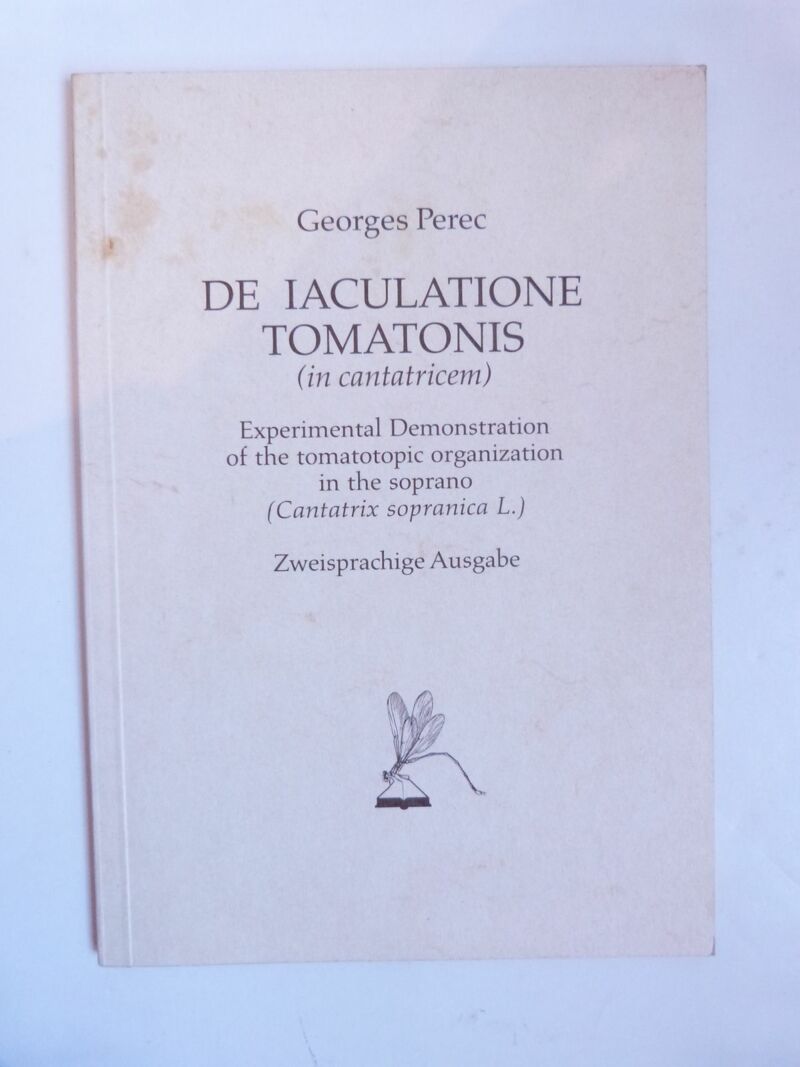 Georges Perec
DE IACULATIONE
TOMATONIS
(in cantatricem)
Experimental Demonstration
of the tomatotopic organization
in the soprano
(Cantatrix sopranica L.)
Zweisprachige Ausgabe